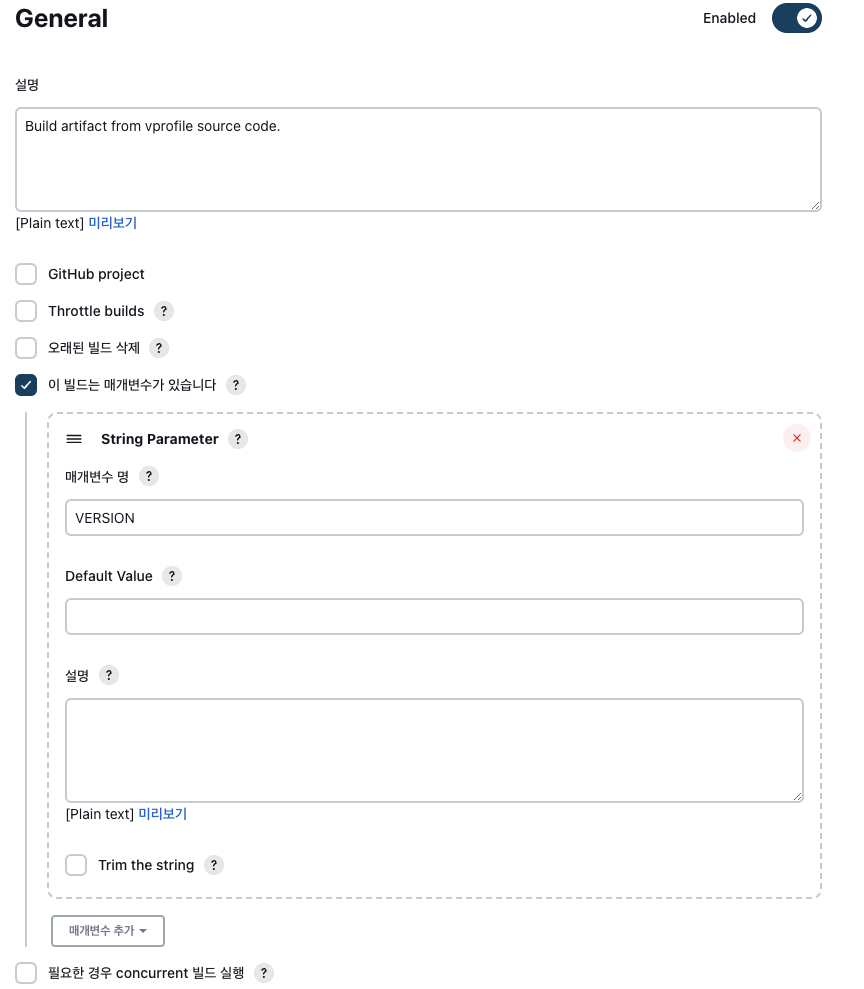 General
Enabled
설명
Build artifact from vprofile source code.
[Plain text] 미리보기
GitHub project
Throttle builds ?
오래된 빌드 삭제 ?
이 빌드는 매개변수가 있습니다 ?
String Parameter ?
매개변수 명 ?
VERSION
Default Value ?
설명 ?
[Plain text] 미리보기
Trim the string ?
매개변수 추가
필요한 경우 concurrent 빌드 실행 ?